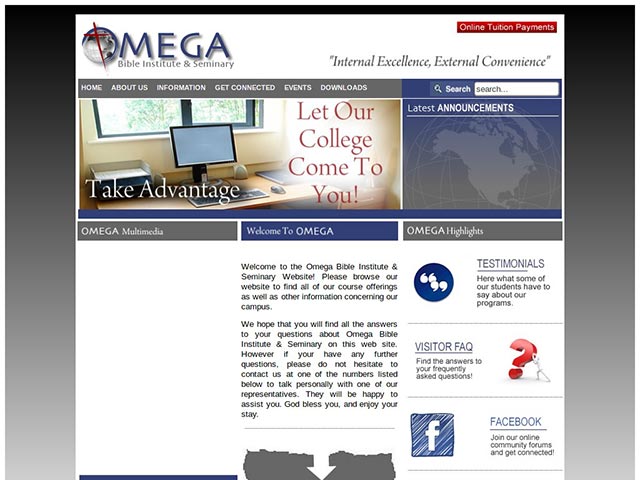 Online Tuition Payments
OMEGA
Bible Institute & Seminary
"Internal Excellence, External Convenience"
HOME ABOUT US INFORMATION GET CONNECTED EVENTS DOWNLOADS
Search search...
Let Our
College
Come To
You!
Take Advantage
Latest ANNOUNCEMENTS
OMEGA Multimedia
Welcome To OMEGA
Welcome to the Omega Bible Institute &
Seminary Website! Please browse our
website to find all of our course offerings
as well as other information concerning our
campus.
We hope that you will find all the answers
to your questions about Omega Bible
Institute & Seminary on this web site.
However if your have any further
questions, please do not hesitate to
contact us at one of the numbers listed
below to talk personally with one of our
representatives. They will be happy to
assist you. God bless you, and enjoy your
stay.
OMEGA Highlights
TESTIMONIALS
Here what some of
our students have to
say about our
programs.
VISITOR FAQ
Find the answers to
your frequently
asked questions!
FACEBOOK
Join our online
community forums
and get connected!